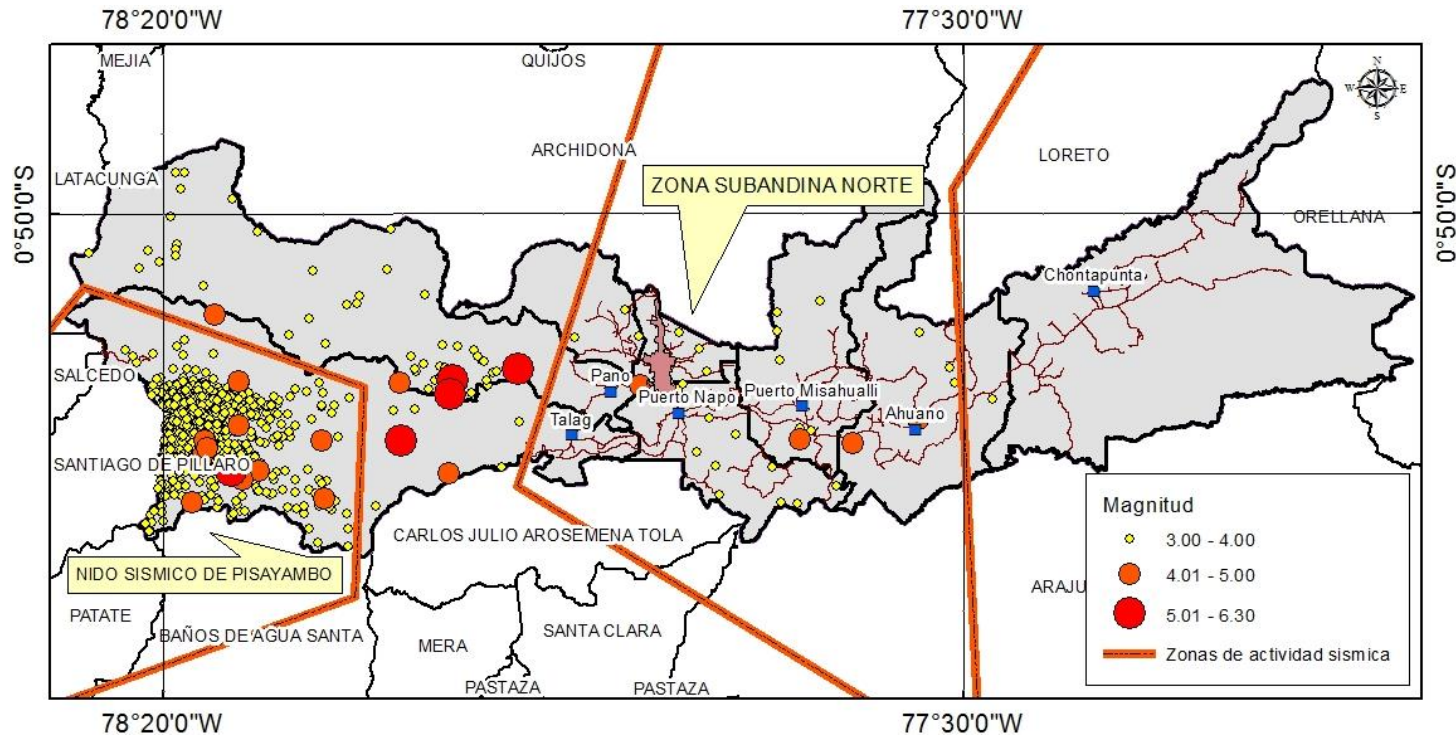 78°20'0"W
77°30'0"W
MEJIA
QUIJOS
N
W E
S
ARCHIDONA
LORETO
LATACUNGA
ZONA SUBANDINA NORTE
0°50'0"S
0°50'0"S
ORELLANA
Chontapunta
SALCEDO
Pano
Puerto Napo
Puerto Misahualli
Talag
Ahuano
SANTIAGO DE PILLARO
CARLOS JULIO AROSEMENA TOLA
NIDO SISMICO DE PISAYAMBO
ARAJU
PATATE
BAÑOS DE AGUA SANTA
MERA
SANTA CLARA
PASTAZA
PASTAZA
Magnitud
3.00 - 4.00
4.01 - 5.00
5.01 - 6.30
Zonas de actividad sismica
78°20'0"W
77°30'0"W